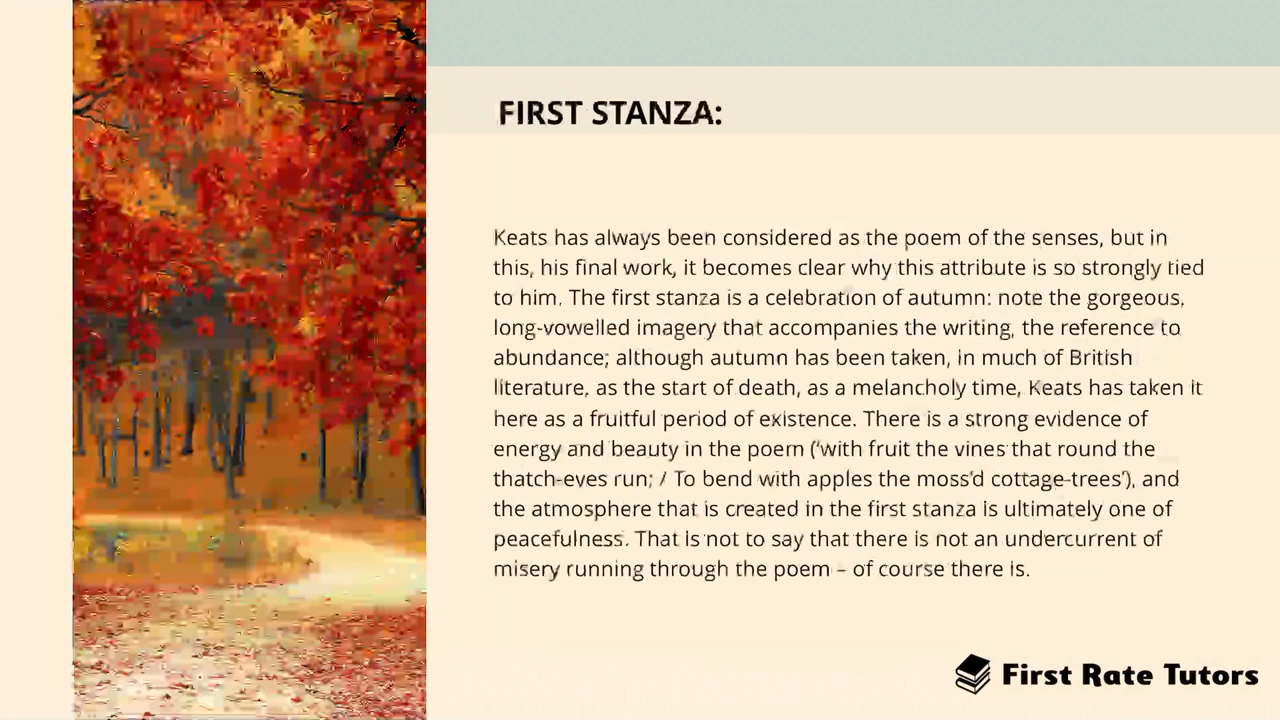 FIRST STANZA:
Keats has always been considered as the poem of the senses, but in
this, his final work, it becomes clear why this attribute is so strongly tied
to him. The first stanza is a celebration of autumn: note the gorgeous,
long-vowelled imagery that accompanies the writing, the reference to
abundance; although autumn has been taken, in much of British
literature, as the start of death, as a melancholy time, Keats has taken it
here as a fruitful period of existence. There is a strong evidence of
energy and beauty in the poem (‘with fruit the vines that round the
thatch-eves run; / To bend with apples the moss’d cottage-trees’), and
the atmosphere that is created in the first stanza is ultimately one of
peacefulness. That is not to say that there is not an undercurrent of
misery running through the poem – of course there is.
First Rate Tutors